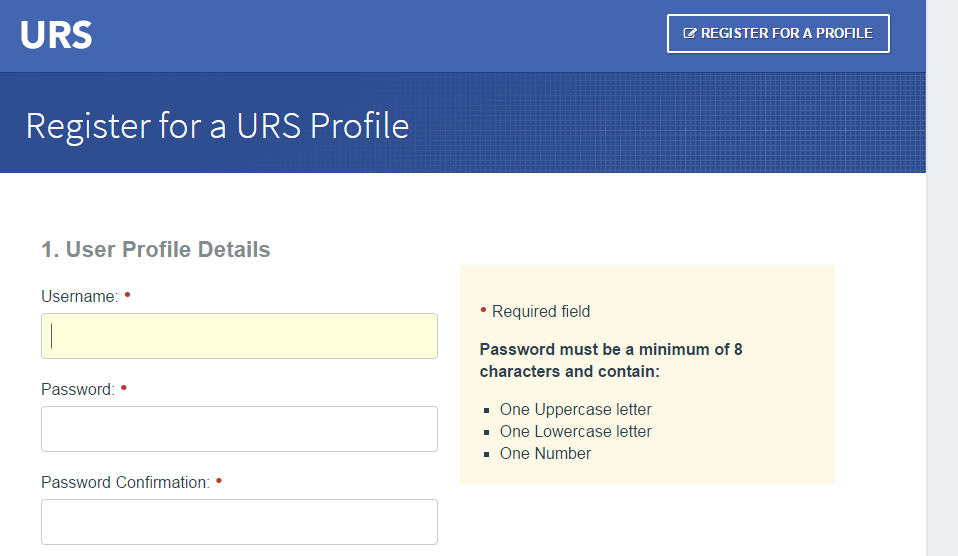 URS
REGISTER FOR A PROFILE
Register for a URS Profile
1. User Profile Details
Username: •
Password: •
Password Confirmation: •
• Required field
Password must be a minimum of 8
characters and contain:
▪ One Uppercase letter
▪ One Lowercase letter
▪ One Number